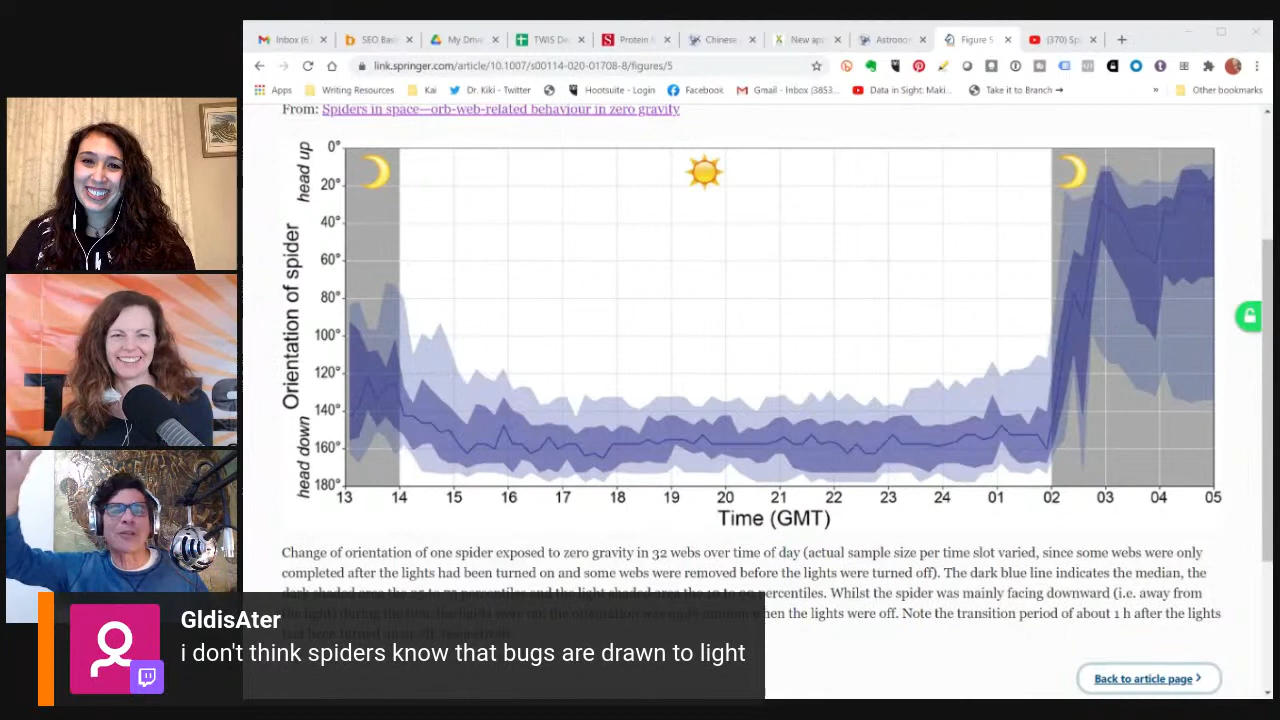 Inbox (6
SEO Bas
My Driv
TWIS De
Protein
Chinese
New ap
Astrono
Figure 5
(370) Sp
link.springer.com/article/10.1007/s00114-020-01708-8/figures/5
Apps
Writing Resources
Kai
Dr. Kiki - Twitter
Hootsuite - Login
Facebook
Gmail - Inbox (3853...
Data in Sight: Maki...
Take it to Branch →
»
Other bookmarks
From: Spiders in space—orb-web-related behaviour in zero gravity
head up
Orientation of spider
head down
0°
20°
40°
60°
80°
100°
120°
140°
160°
180°
13 14 15 16 17 18 19 20 21 22 23 24 01 02 03 04 05
Time (GMT)
Change of orientation of one spider exposed to zero gravity in 32 webs over time of day (actual sample size per time slot varied, since some webs were only
completed after the lights had been turned on and some webs were removed before the lights were turned off). The dark blue line indicates the median, the
percentiles. Whilst the spider was mainly facing downward (i.e. away from
when the lights were off. Note the transition period of about 1 h after the lights
GldisAter
i don't think spiders know that bugs are drawn to light
Back to article page